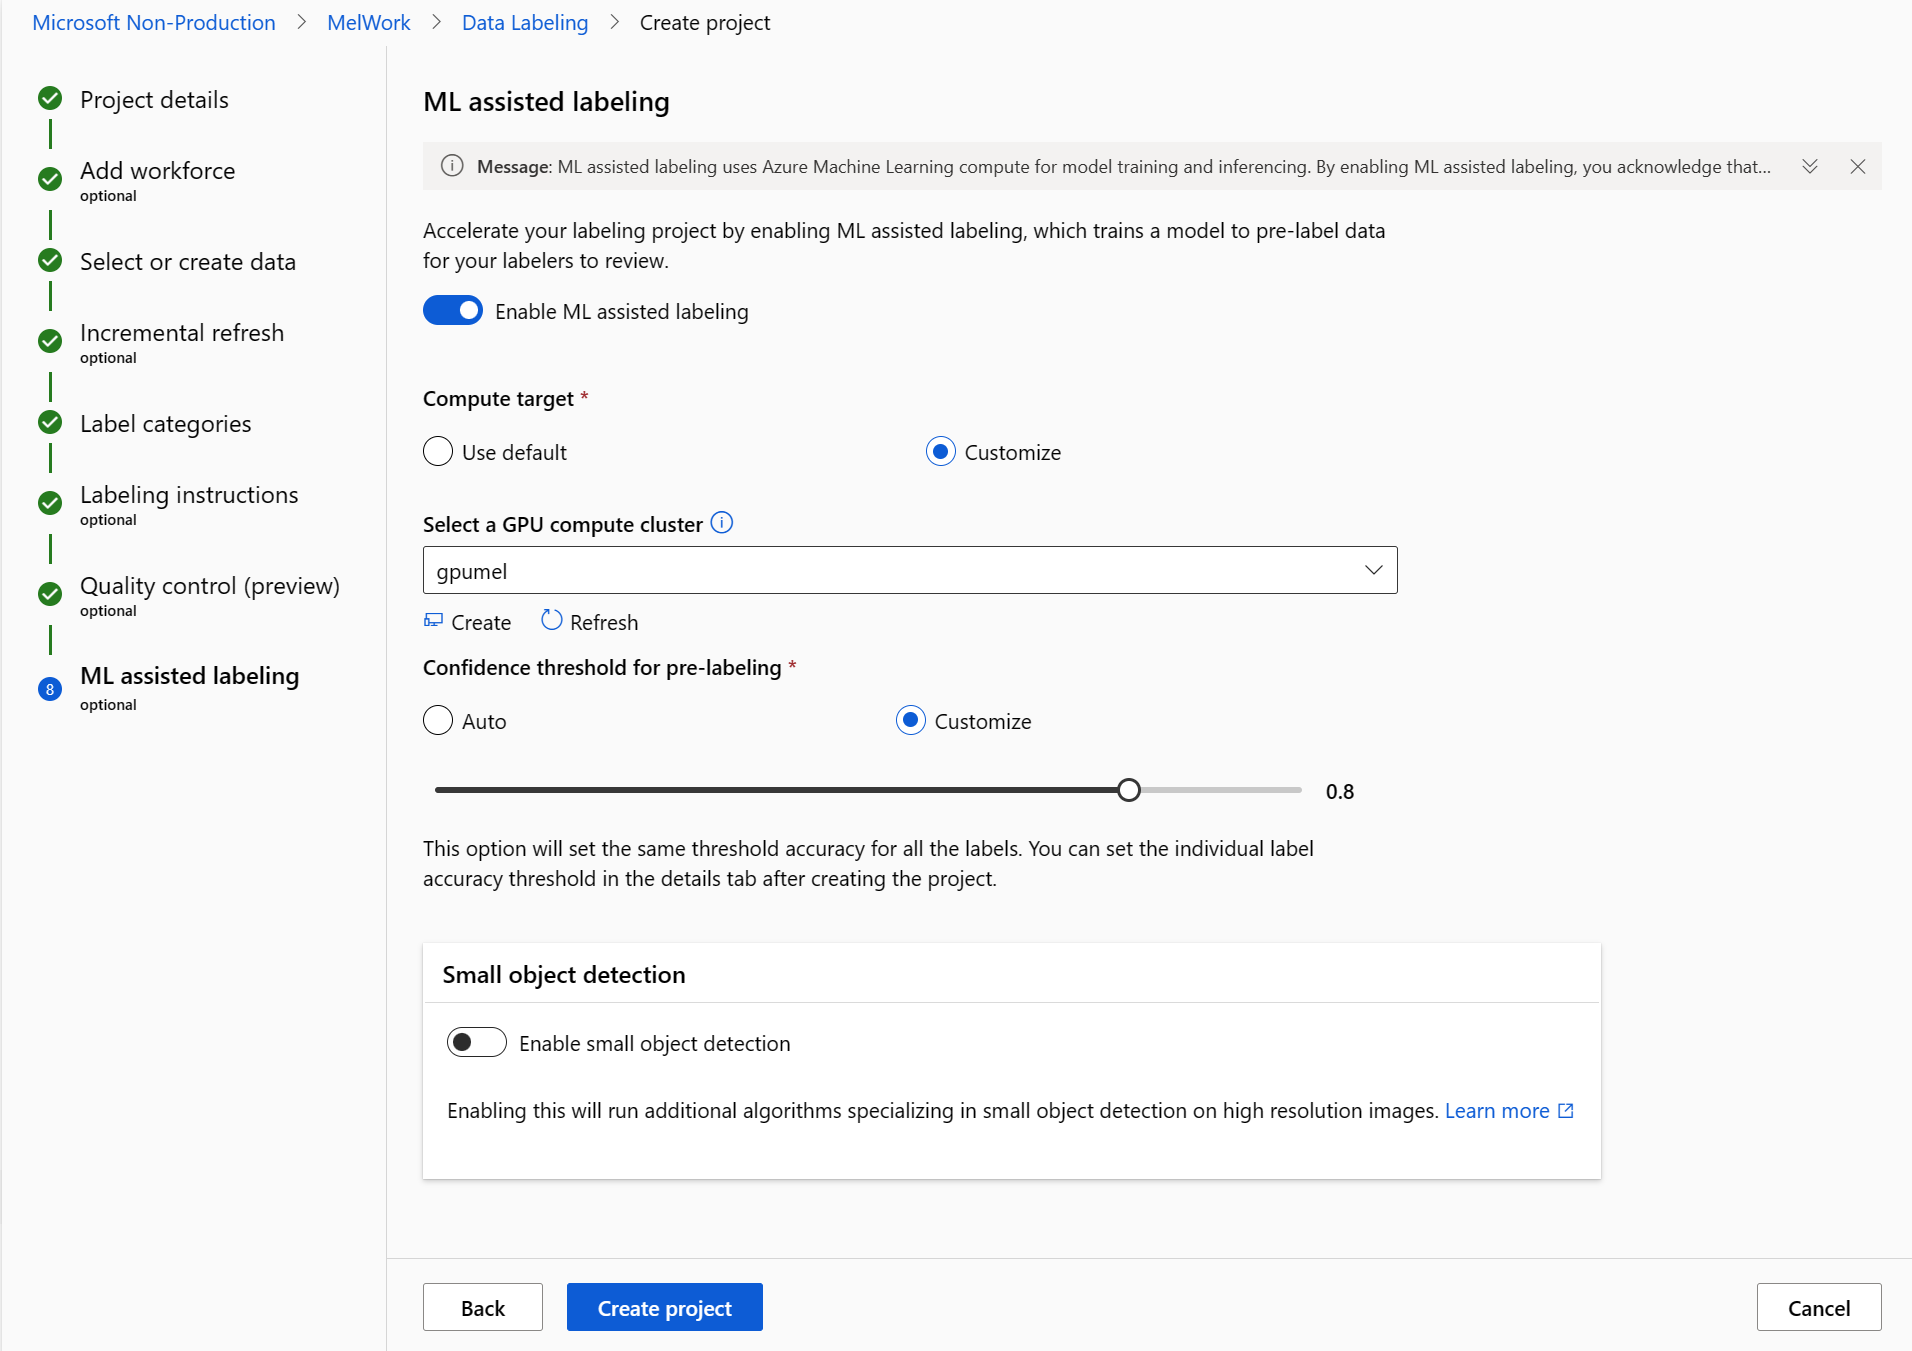 Microsoft Non-Production > MelWork > Data Labeling > Create project
Project details
Add workforce
optional
Select or create data
Incremental refresh
optional
Label categories
Labeling instructions
optional
Quality control (preview)
optional
8 ML assisted labeling
optional
ML assisted labeling
Message: ML assisted labeling uses Azure Machine Learning compute for model training and inferencing. By enabling ML assisted labeling, you acknowledge that...
Accelerate your labeling project by enabling ML assisted labeling, which trains a model to pre-label data
for your labelers to review.
Enable ML assisted labeling
Compute target *
Use default Customize
Select a GPU compute cluster
gpumel
Create Refresh
Confidence threshold for pre-labeling *
Auto Customize
0.8
This option will set the same threshold accuracy for all the labels. You can set the individual label
accuracy threshold in the details tab after creating the project.
Small object detection
Enable small object detection
Enabling this will run additional algorithms specializing in small object detection on high resolution images. Learn more
Back Create project Cancel